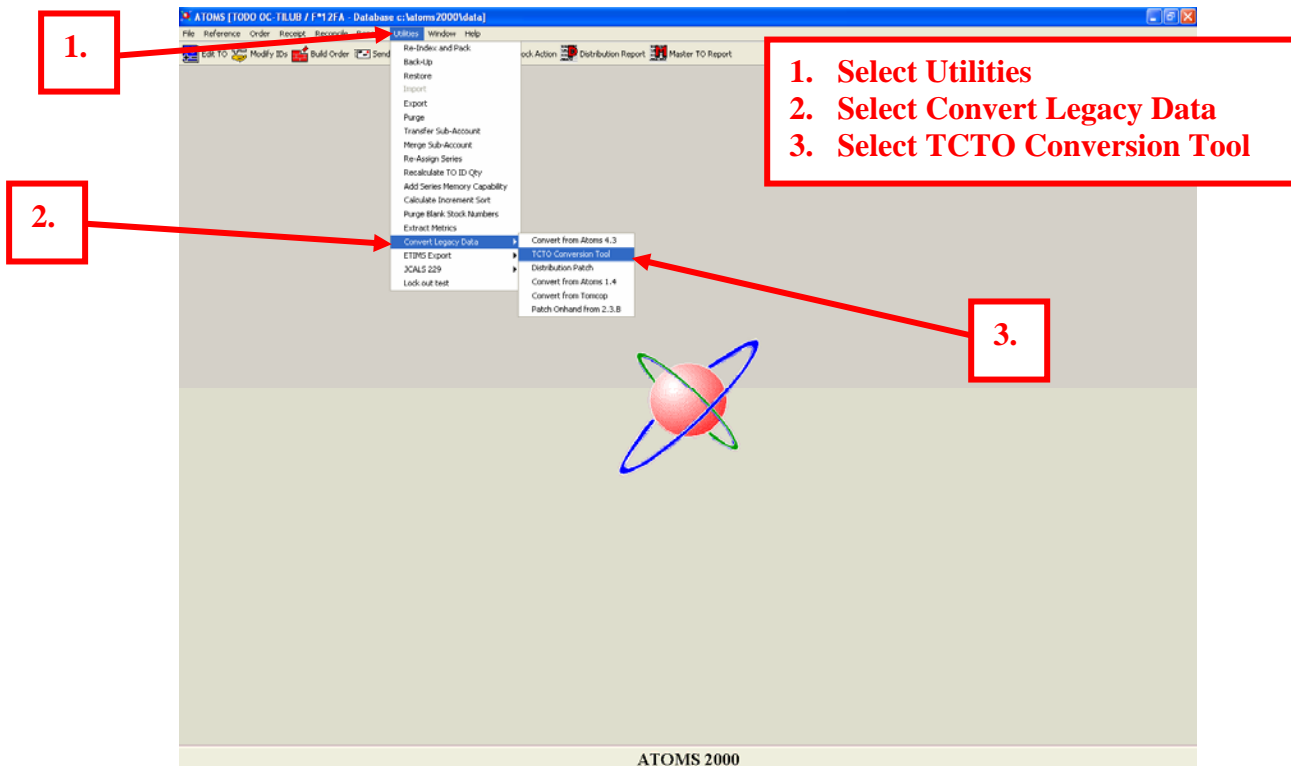 ATOMS [TODO OC-TILUB / F*12FA - Database c:\atoms2000\data]
File Reference Order Receipt Reconcile Utilities Window Help
Edit TO Modify IDs Build Order Send ock Action Distribution Report Master TO Report
1.
1. Select Utilities
2. Select Convert Legacy Data
3. Select TCTO Conversion Tool
Re-Index and Pack
Back-Up
Restore
Import
Export
Purge
Transfer Sub-Account
Merge Sub-Account
Re-Assign Series
Recalculate TO ID Qty
Add Series Memory Capability
Calculate Increment Sort
Purge Blank Stock Numbers
Extract Metrics
Convert Legacy Data
ETIMS Export
JCALS 229
Lock out test
2.
Convert from Atoms 4.3
TCTO Conversion Tool
Distribution Patch
Convert from Atoms 1.4
Convert from Tomcop
Patch Onhand from 2.3.B
3.
ATOMS 2000